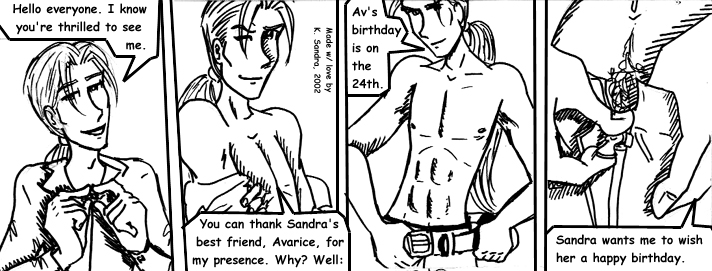 Hello everyone. I know
you're thrilled to see
me.
Made w/ love by
K. Sandra, 2002
You can thank Sandra's
best friend, Avarice, for
my presence. Why? Well:
Av's
birthday
is on
the
24th.
Sandra wants me to wish
her a happy birthday.